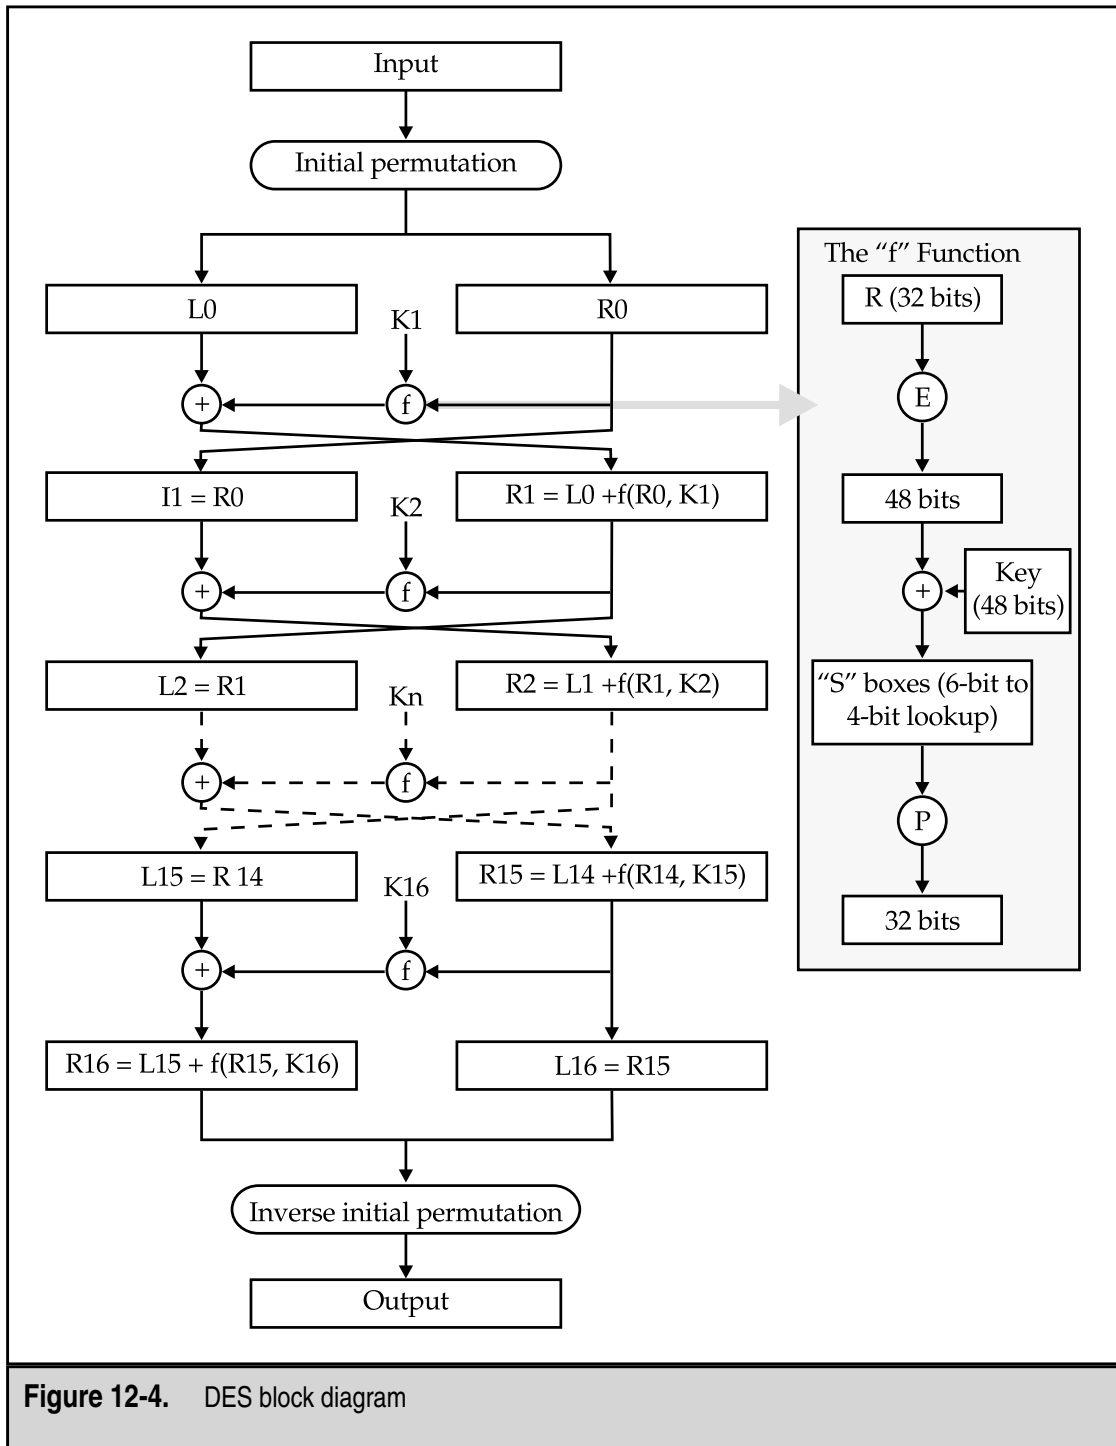 Input
Initial permutation
L0
K1
R0
+
f
I1 = R0
K2
R1 = L0 +f(R0, K1)
+
f
L2 = R1
Kn
R2 = L1 +f(R1, K2)
+
f
L15 = R 14
K16
R15 = L14 +f(R14, K15)
+
f
R16 = L15 + f(R15, K16)
L16 = R15
Inverse initial permutation
Output
The “f” Function
R (32 bits)
E
48 bits
+
Key
(48 bits)
“S” boxes (6-bit to
4-bit lookup)
P
32 bits
Figure 12-4. DES block diagram